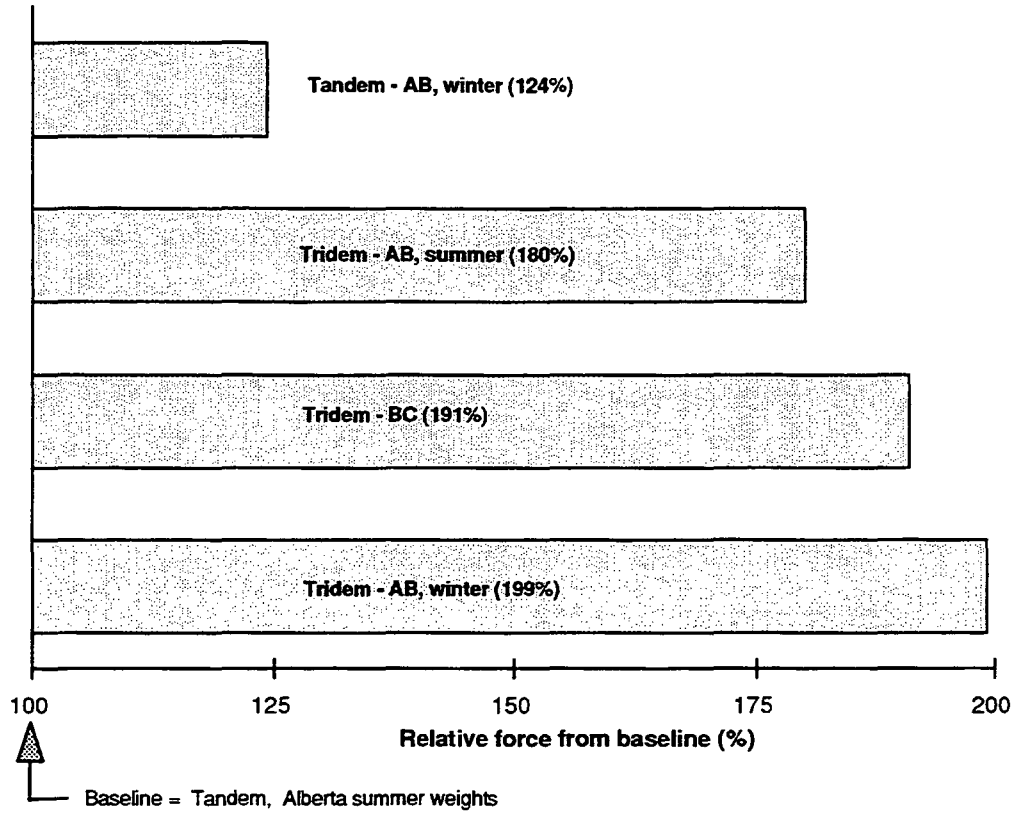 Tandem - AB, winter (124%)
Tridem - AB, summer (180%)
Tridem - BC (191%)
Tridem - AB, winter (199%)
100 125 150 175 200
Relative force from baseline (%)
Baseline = Tandem, Alberta summer weights